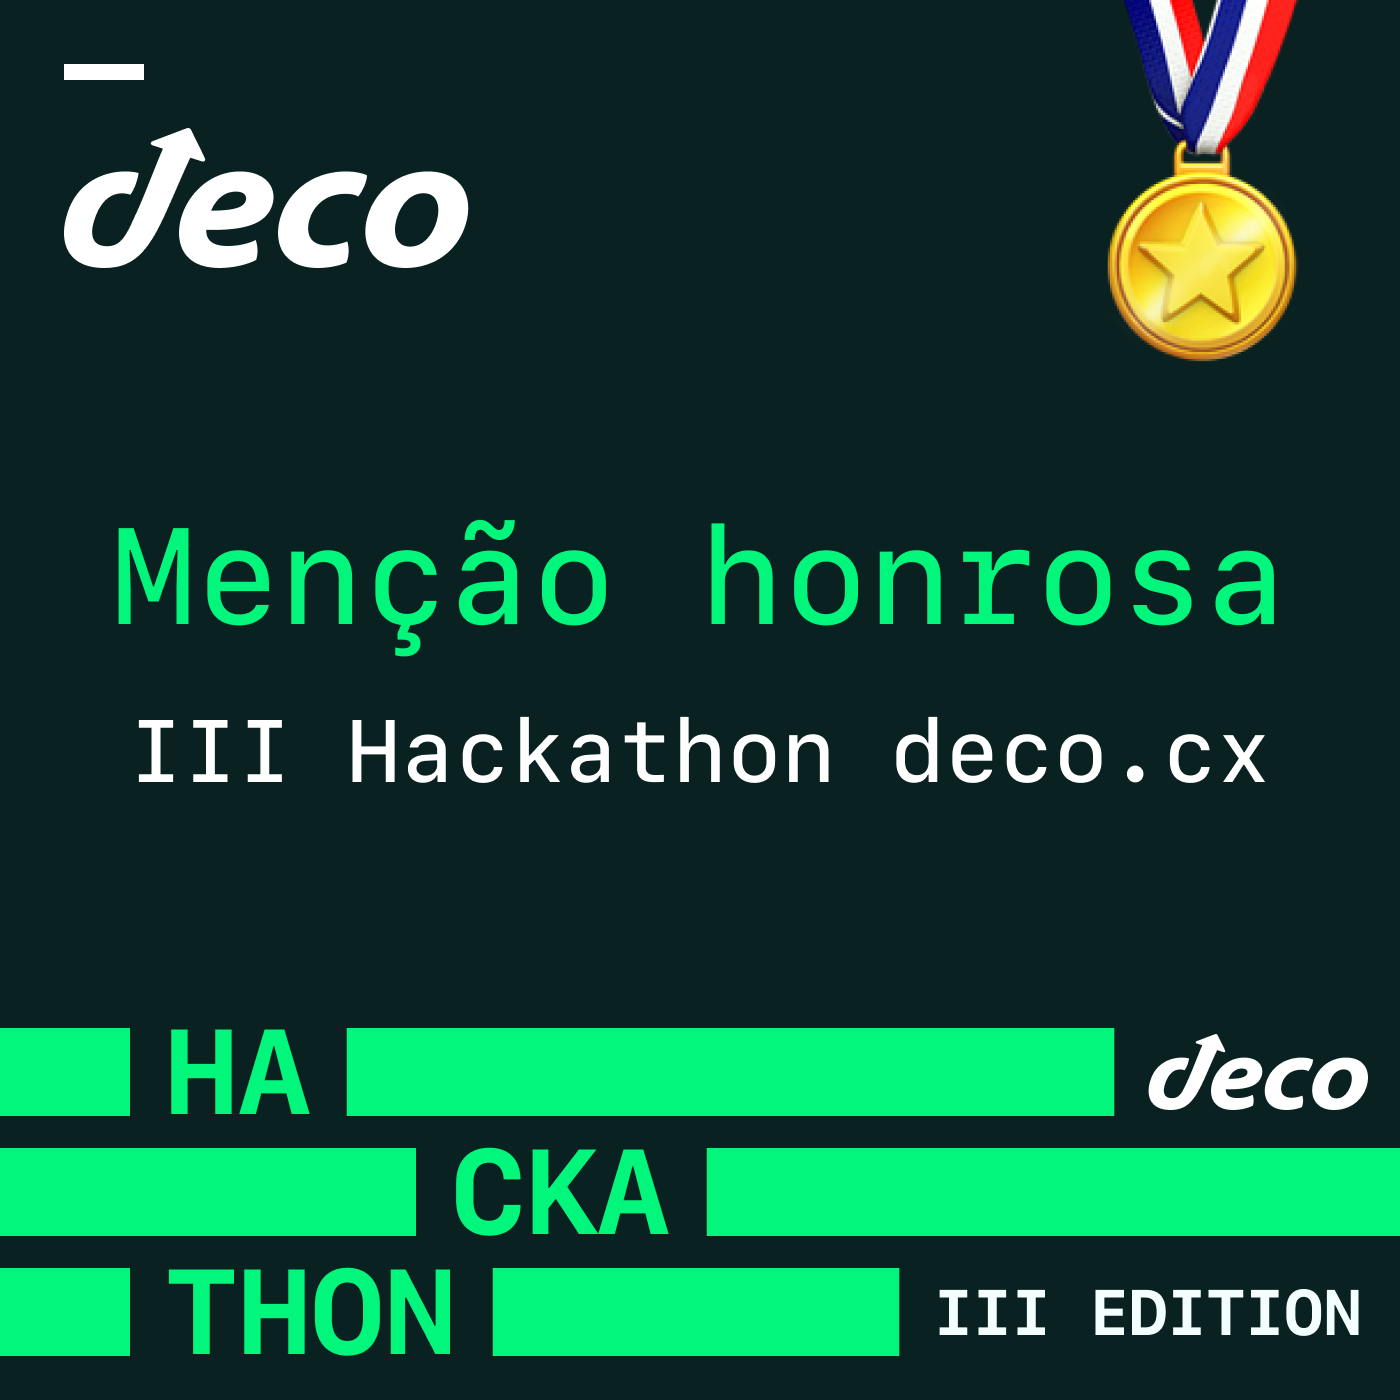 deco
Menção honrosa
III Hackathon deco.cx
HA
deco
CKA
THON
III EDITION